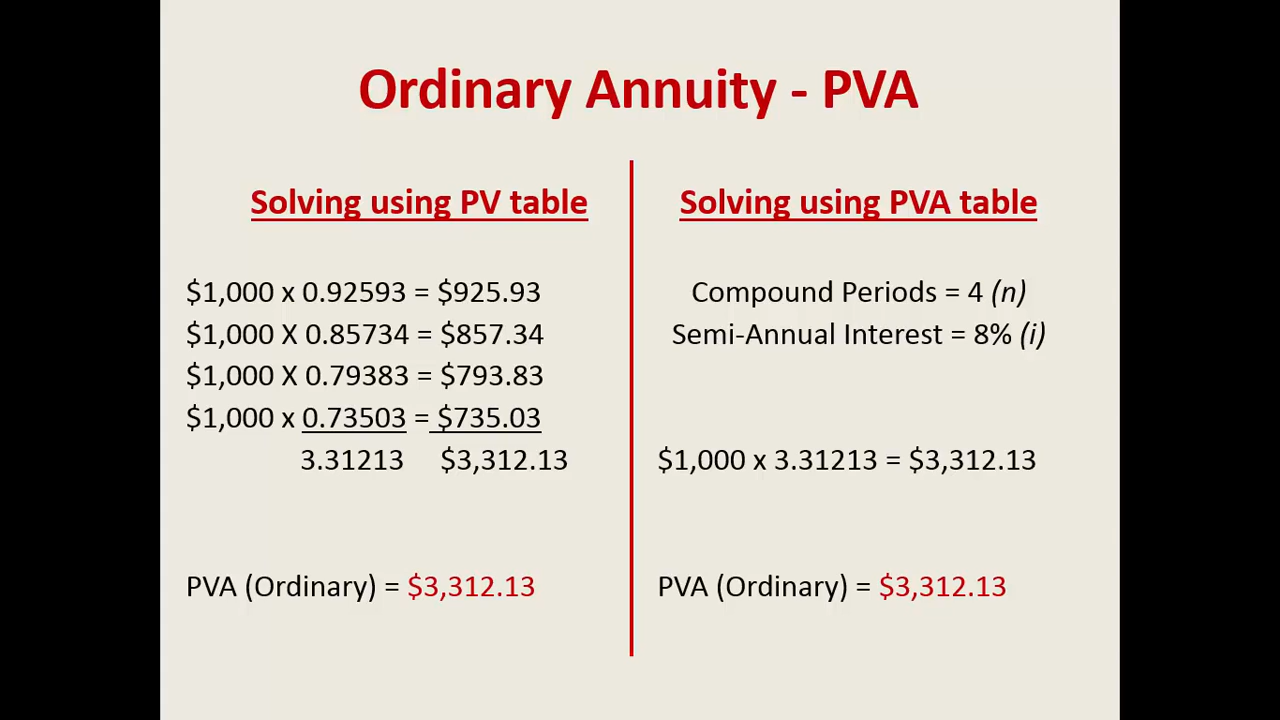 Ordinary Annuity - PVA
Solving using PV table
$1,000 x 0.92593 = $925.93
$1,000 X 0.85734 = $857.34
$1,000 X 0.79383 = $793.83
$1,000 x 0.73503 = $735.03
3.31213 $3,312.13
PVA (Ordinary) = $3,312.13
Solving using PVA table
Compound Periods = 4 (n)
Semi-Annual Interest = 8% (i)
$1,000 x 3.31213 = $3,312.13
PVA (Ordinary) = $3,312.13